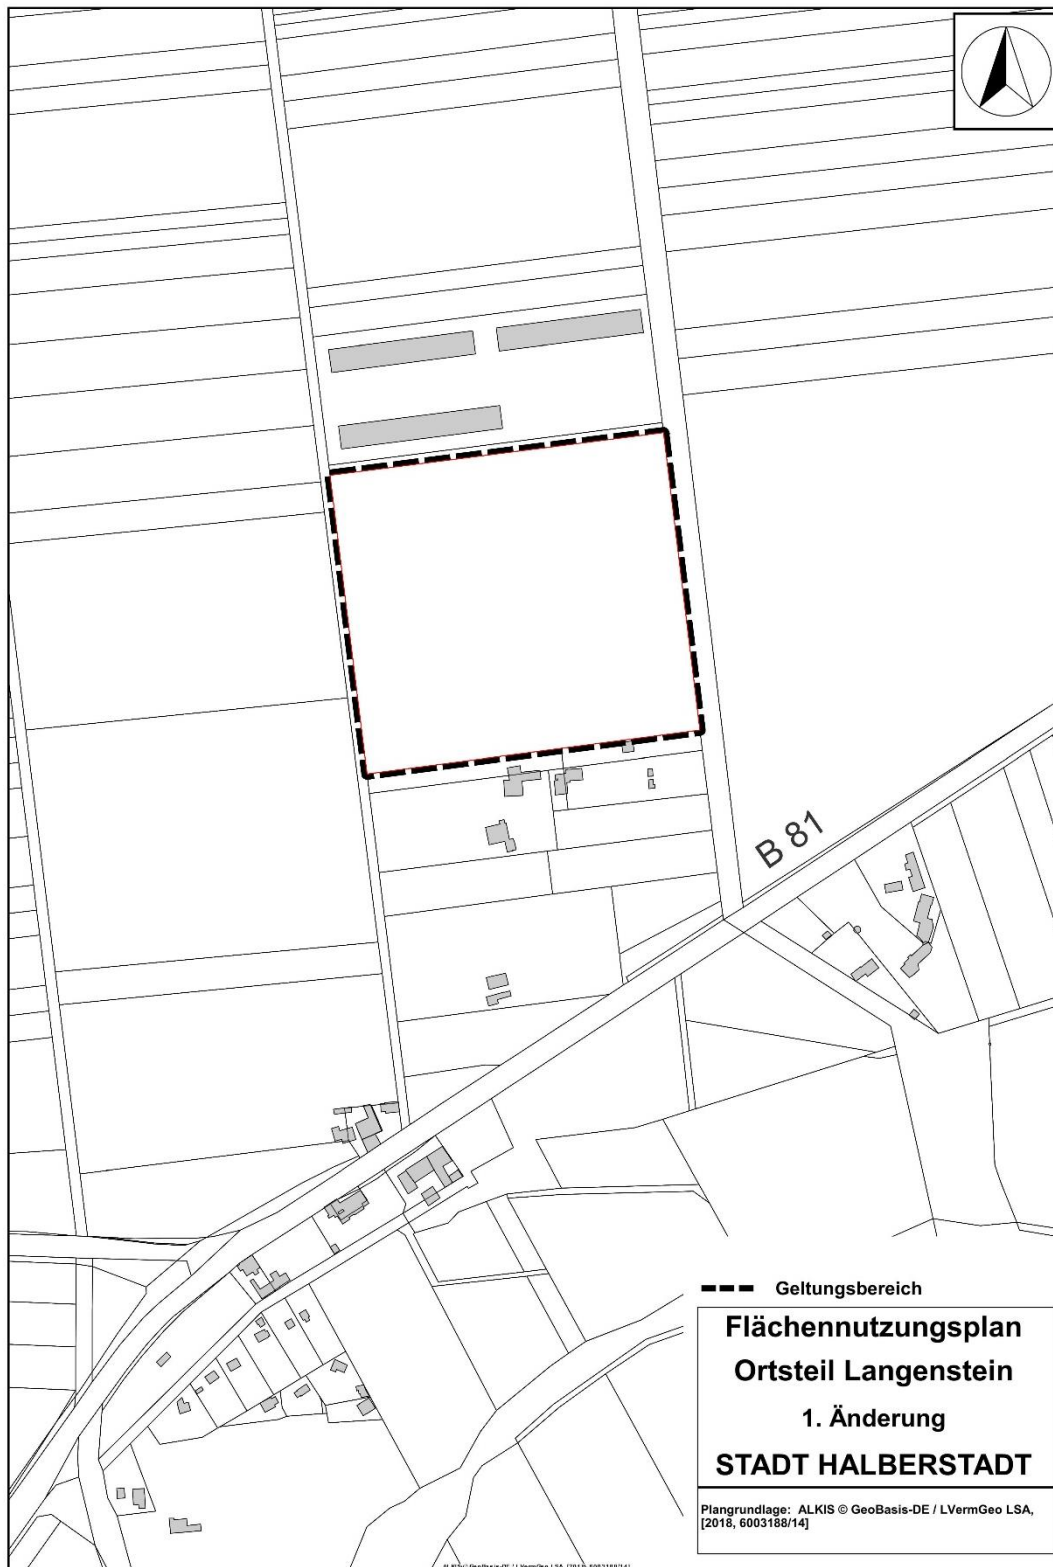 B 81
Geltungsbereich
Flächennutzungsplan
Ortsteil Langenstein
1. Änderung
STADT HALBERSTADT
Plangrundlage: ALKIS © GeoBasis-DE / LVermGeo LSA,
[2018, 6003188/14]